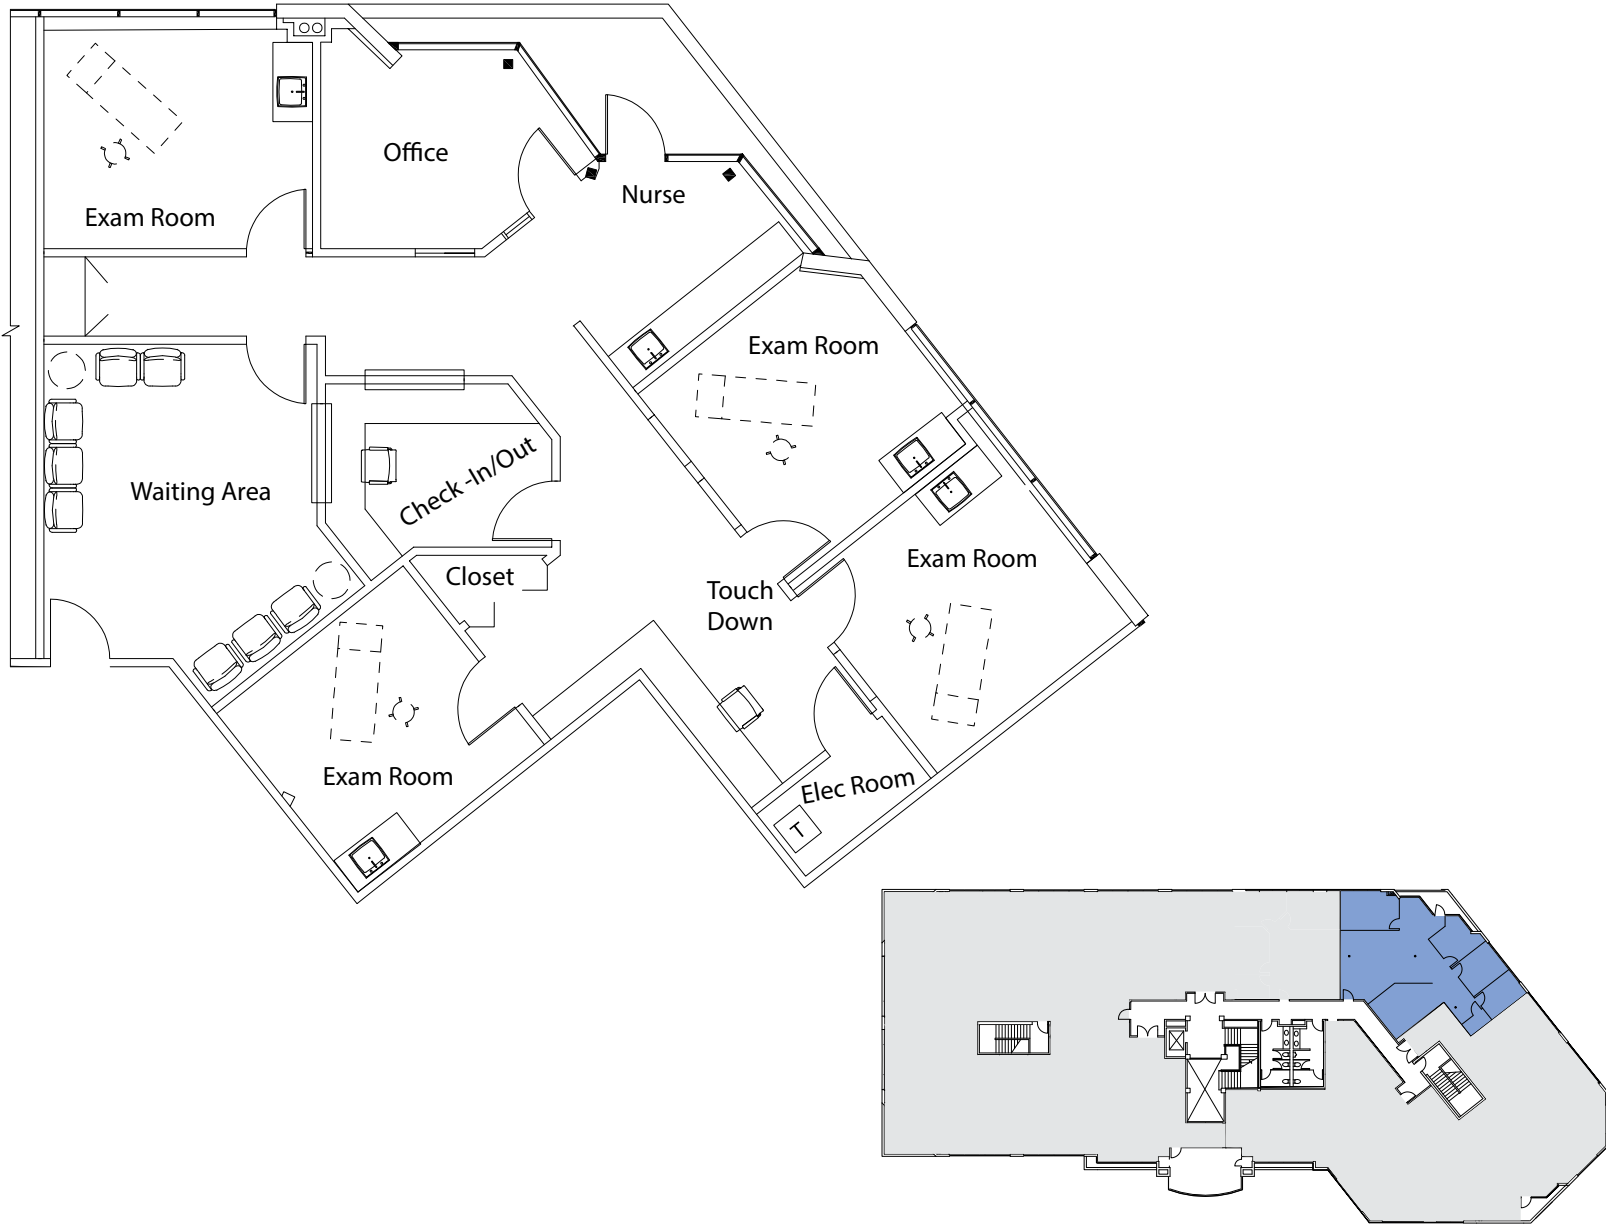 Office
Nurse
Exam Room
Exam Room
Check -In/Out
Waiting Area
Exam Room
Closet
Touch
Down
Exam Room
Elec Room
T